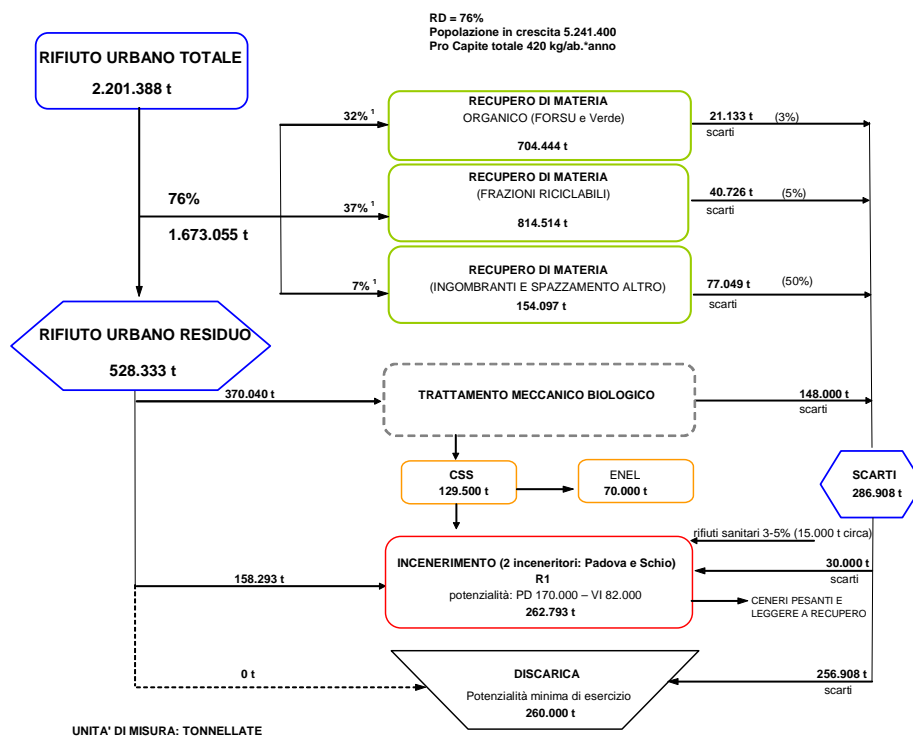 RD = 76%
Popolazione in crescita 5.241.400
Pro Capite totale 420 kg/ab.*anno
RIFIUTO URBANO TOTALE
2.201.388 t
RECUPERO DI MATERIA
ORGANICO (FORSU e Verde)
704.444 t
32% ¹
21.133 t (3%)
scarti
76%
1.673.055 t
37% ¹
RECUPERO DI MATERIA
(FRAZIONI RICICLABILI)
814.514 t
40.726 t (5%)
scarti
7% ¹
RECUPERO DI MATERIA
(INGOMBRANTI E SPAZZAMENTO ALTRO)
154.097 t
77.049 t (50%)
scarti
RIFIUTO URBANO RESIDUO
528.333 t
370.040 t
TRATTAMENTO MECCANICO BIOLOGICO
148.000 t
scarti
CSS
129.500 t
ENEL
70.000 t
SCARTI
286.908 t
rifiuti sanitari 3-5% (15.000 t circa)
158.293 t
INCENERIMENTO (2 inceneritori: Padova e Schio)
R1
potenzialità: PD 170.000 – VI 82.000
262.793 t
30.000 t
scarti
CENERI PESANTI E
LEGGERE A RECUPERO
0 t
DISCARICA
Potenzialità minima di esercizio
260.000 t
256.908 t
scarti
UNITA' DI MISURA: TONNELLATE